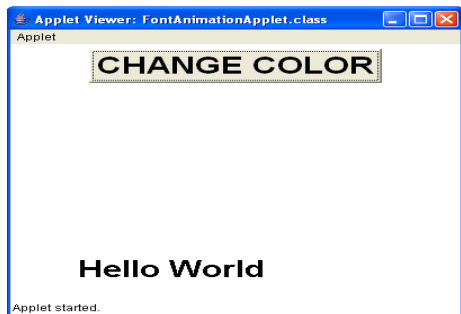 Applet Viewer: FontAnimationApplet.class
Applet
CHANGE COLOR
Hello World
Applet started.